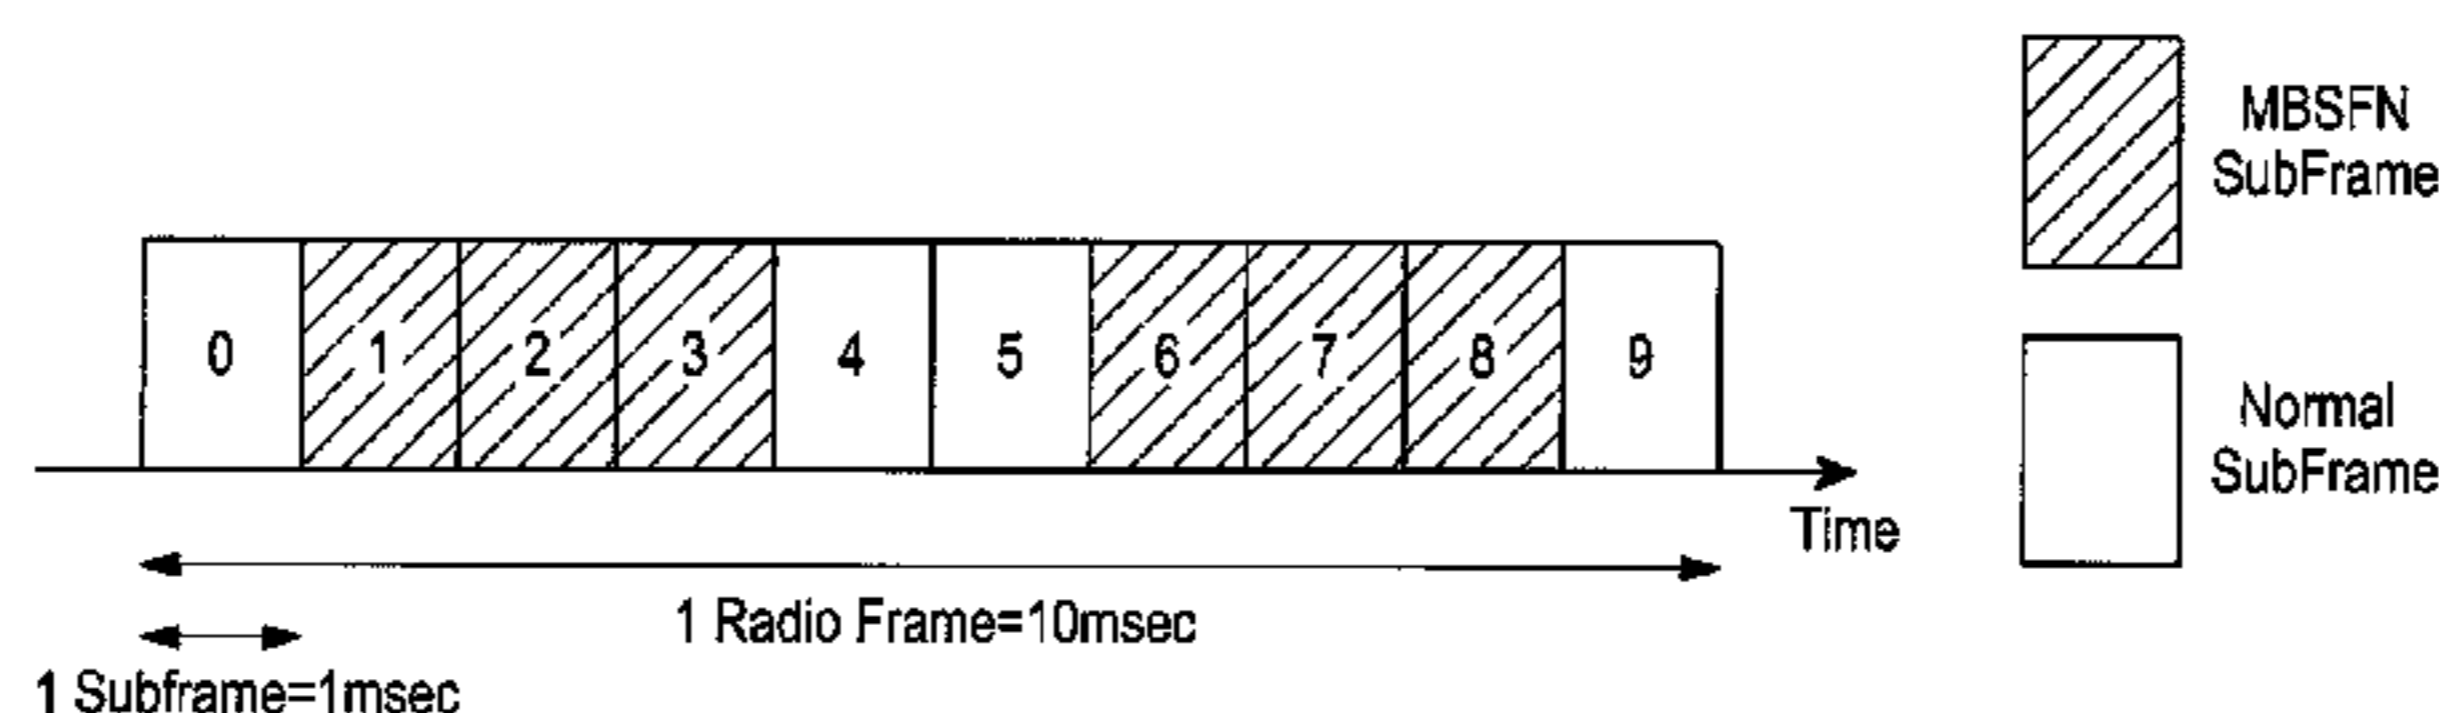 MBSFN
SubFrame
0 1 2 3 4 5 6 7 8 9
Normal
SubFrame
Time
1 Radio Frame=10msec
1 Subframe=1msec